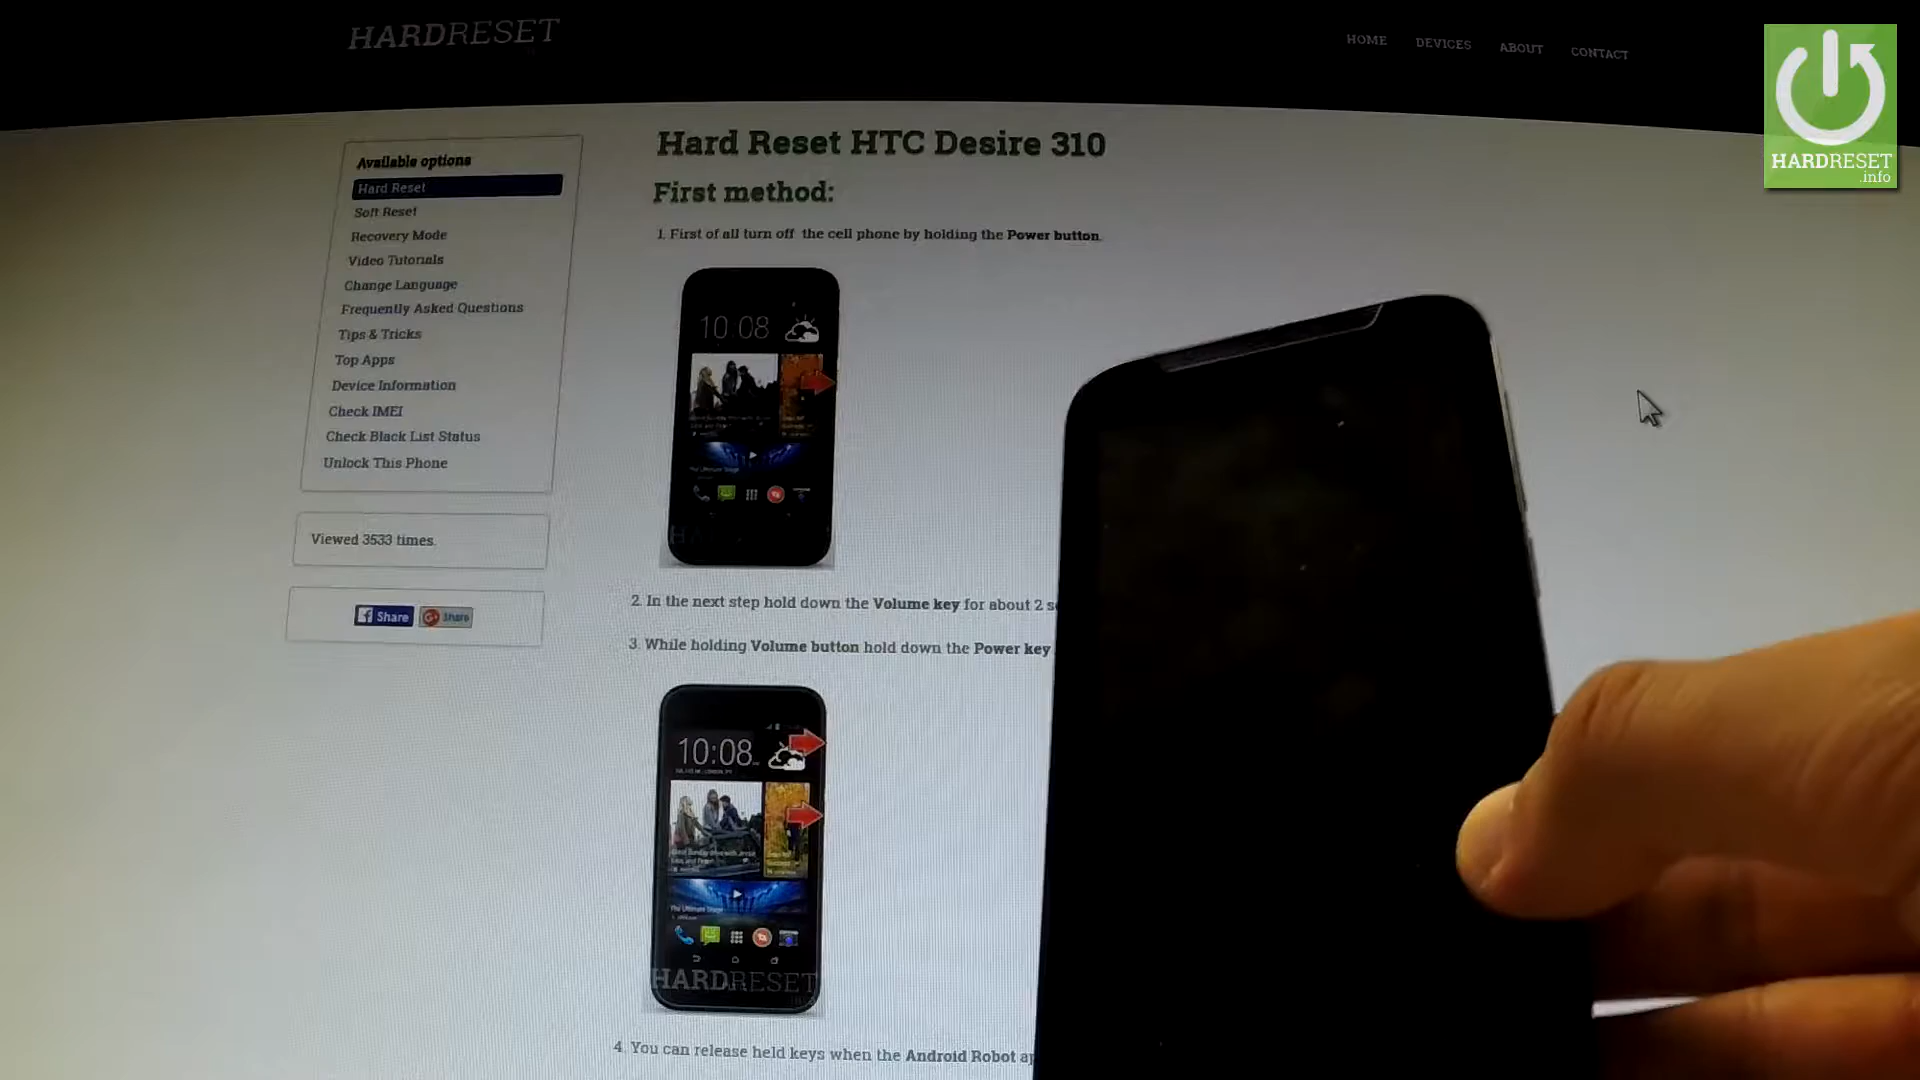 HARDRESET
HOME
DEVICES
ABOUT
CONTACT
HARDRESET
.info
Available options
Hard Reset
Soft Reset
Recovery Mode
Video Tutorials
Change Language
Frequently Asked Questions
Tips & Tricks
Top Apps
Device Information
Check IMEI
Check Black List Status
Unlock This Phone
Viewed 3533 times.
Share
Share
Hard Reset HTC Desire 310
First method:
1. First of all turn off the cell phone by holding the Power button.
10:08
2. In the next step hold down the Volume key for about 2
3. While holding Volume button hold down the Power key
10:08
HARDRESET
4. You can release held keys when the Android Robot